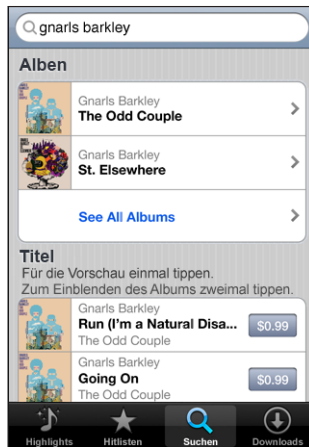 gnarls barkley
Alben
Gnarls Barkley
The Odd Couple
Gnarls Barkley
St. Elsewhere
See All Albums
Titel
Für die Vorschau einmal tippen.
Zum Einblenden des Albums zweimal tippen.
Gnarls Barkley
Run (I'm a Natural Disa...
$0.99
The Odd Couple
Gnarls Barkley
Going On
$0.99
The Odd Couple
Highlights
Hitlisten
Suchen
Downloads